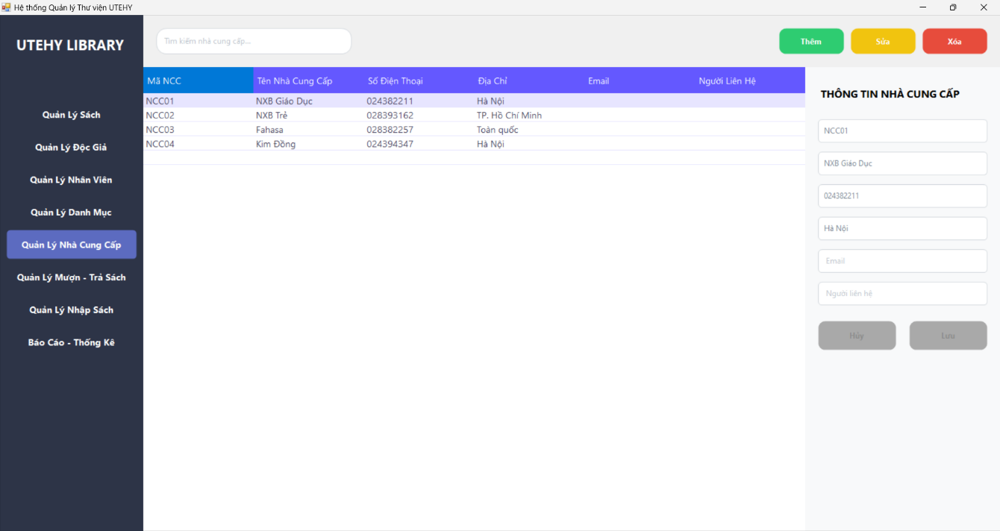 Hệ thống Quản lý Thư viện UTEHY
UTEHY LIBRARY
Quản Lý Sách
Quản Lý Độc Giả
Quản Lý Nhân Viên
Quản Lý Danh Mục
Quản Lý Nhà Cung Cấp
Quản Lý Mượn - Trả Sách
Quản Lý Nhập Sách
Báo Cáo - Thống Kê
Tìm kiếm nhà cung cấp...
Thêm Sửa Xóa
Mã NCC Tên Nhà Cung Cấp Số Điện Thoại Địa Chỉ Email Người Liên Hệ
NCC01 NXB Giáo Dục 024382211 Hà Nội
NCC02 NXB Trẻ 028393162 TP. Hồ Chí Minh
NCC03 Fahasa 028382257 Toàn quốc
NCC04 Kim Đồng 024394347 Hà Nội
THÔNG TIN NHÀ CUNG CẤP
NCC01
NXB Giáo Dục
024382211
Hà Nội
Email
Người liên hệ
Hủy Lưu